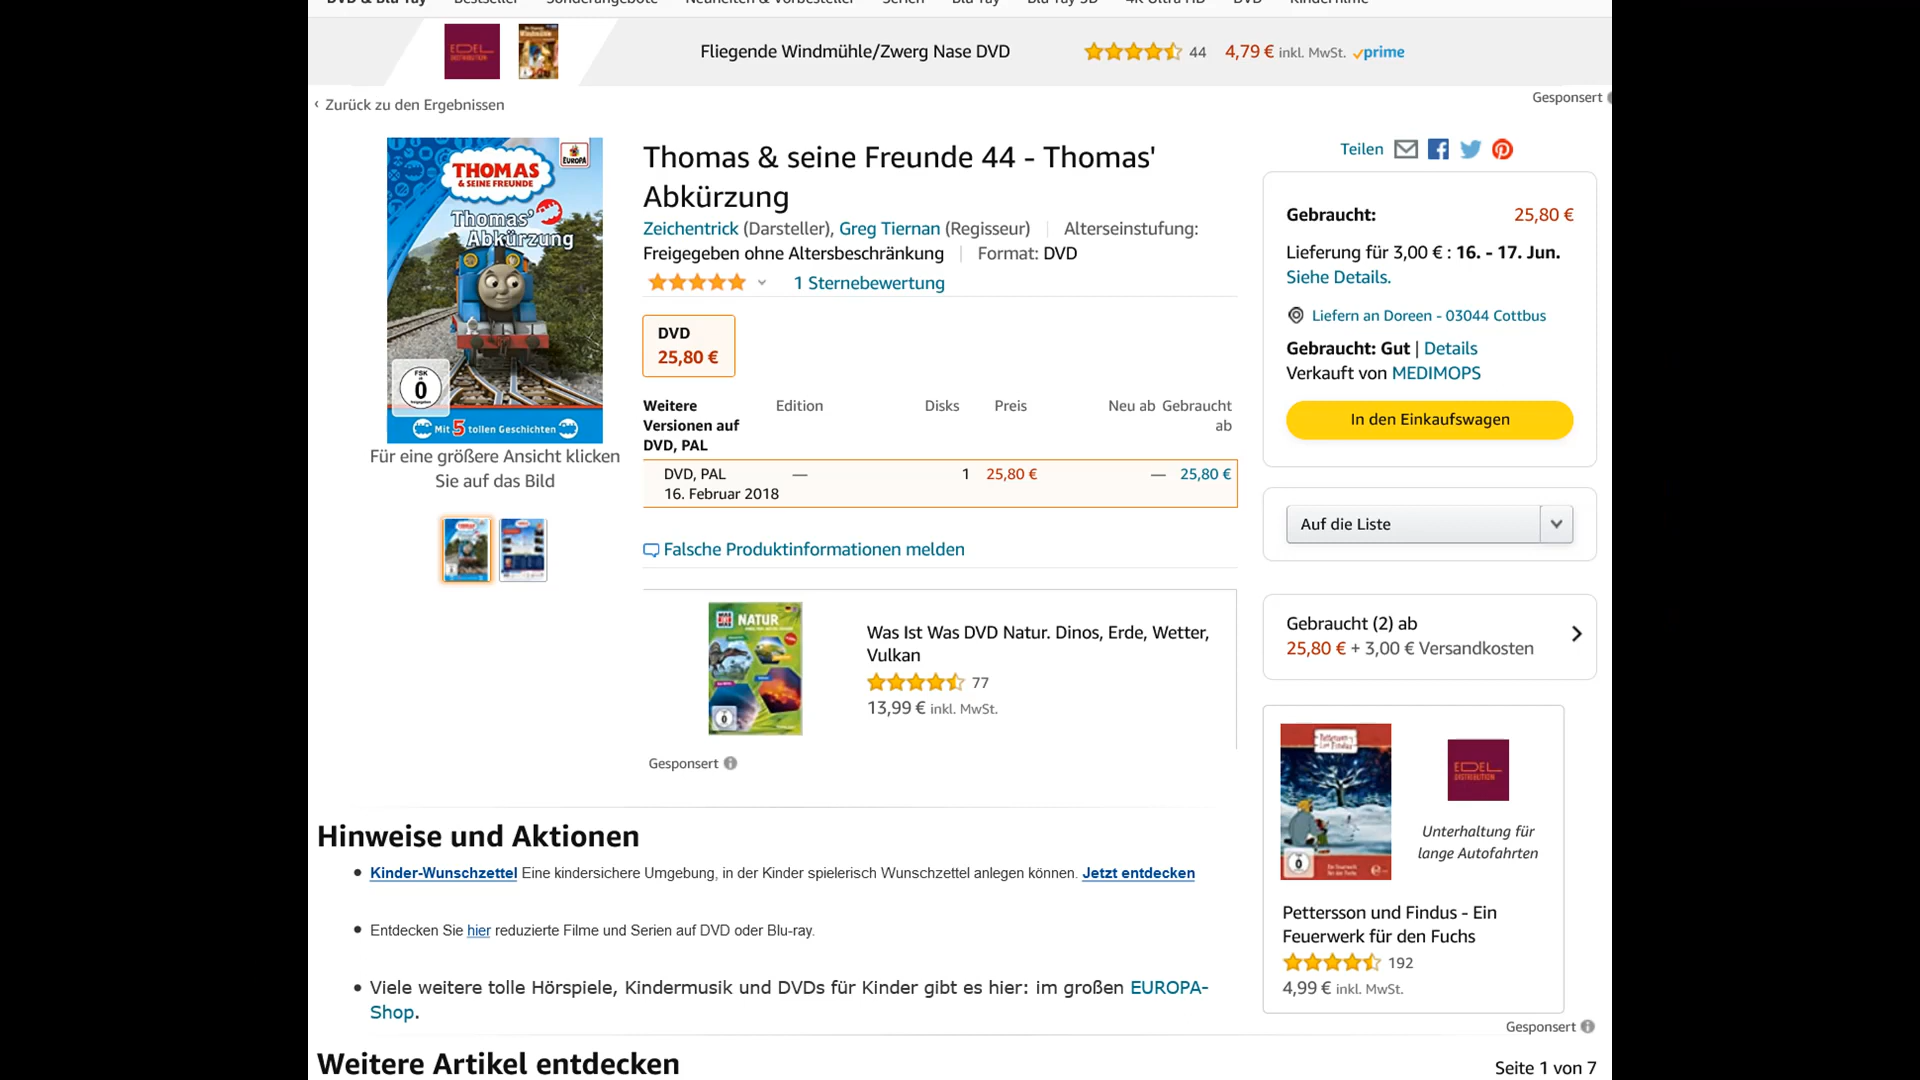 Fliegende Windmühle/Zwerg Nase DVD
44
4,79 € inkl. MwSt. prime
‹ Zurück zu den Ergebnissen
Gesponsert
EUROPA
THOMAS
& SEINE FREUNDE
Thomas'
Abkürzung
FSK
0
Mit 5 tollen Geschichten
Für eine größere Ansicht klicken
Sie auf das Bild
Thomas & seine Freunde 44 - Thomas'
Abkürzung
Zeichentrick (Darsteller), Greg Tiernan (Regisseur) | Alterseinstufung:
Freigegeben ohne Altersbeschränkung | Format: DVD
1 Sternebewertung
DVD
25,80 €
Weitere Versionen auf DVD, PAL
Edition
Disks
Preis
Neu ab
Gebraucht ab
DVD, PAL — 1 25,80 € — 25,80 €
16. Februar 2018
Falsche Produktinformationen melden
WAS IST WAS
NATUR
0
Was Ist Was DVD Natur. Dinos, Erde, Wetter,
Vulkan
77
13,99 € inkl. MwSt.
Gesponsert
Teilen
Gebraucht: 25,80 €
Lieferung für 3,00 € : 16. - 17. Jun.
Siehe Details.
Liefern an Doreen - 03044 Cottbus
Gebraucht: Gut | Details
Verkauft von MEDIMOPS
In den Einkaufswagen
Auf die Liste
Gebraucht (2) ab
25,80 € + 3,00 € Versandkosten
Pettersson und Findus
0
EDEL
DISTRIBUTION
Unterhaltung für
lange Autofahrten
Pettersson und Findus - Ein
Feuerwerk für den Fuchs
192
4,99 € inkl. MwSt.
Gesponsert
Hinweise und Aktionen
• Kinder-Wunschzettel Eine kindersichere Umgebung, in der Kinder spielerisch Wunschzettel anlegen können. Jetzt entdecken
• Entdecken Sie hier reduzierte Filme und Serien auf DVD oder Blu-ray.
• Viele weitere tolle Hörspiele, Kindermusik und DVDs für Kinder gibt es hier: im großen EUROPA-
Shop.
Weitere Artikel entdecken
Seite 1 von 7